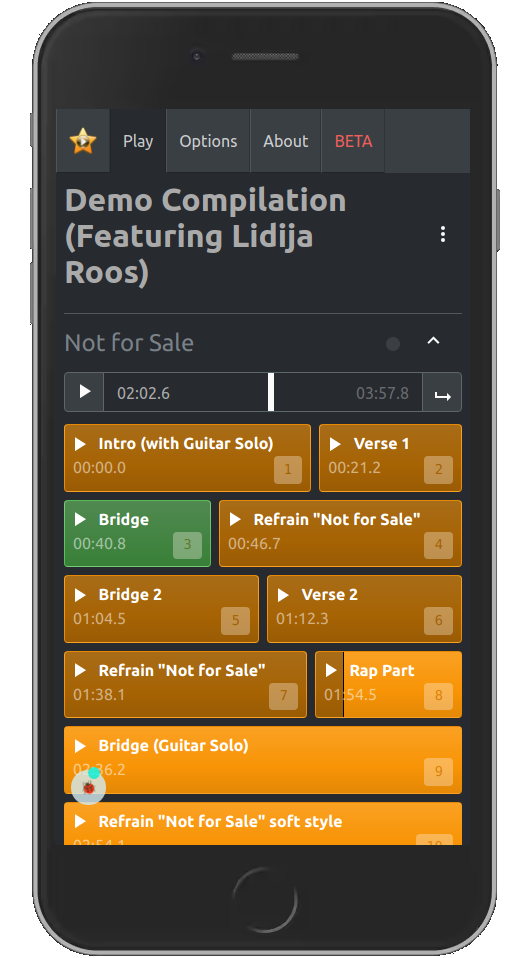 Play Options About BETA
Demo Compilation
(Featuring Lidija
Roos)
Not for Sale
02:02.6 03:57.8
Intro (with Guitar Solo)
00:00.0 1
Verse 1
00:21.2 2
Bridge
00:40.8 3
Refrain "Not for Sale"
00:46.7 4
Bridge 2
01:04.5 5
Verse 2
01:12.3 6
Refrain "Not for Sale"
01:38.1 7
Rap Part
01:54.5 8
Bridge (Guitar Solo)
02:36.2 9
Refrain "Not for Sale" soft style
02:54.1 10